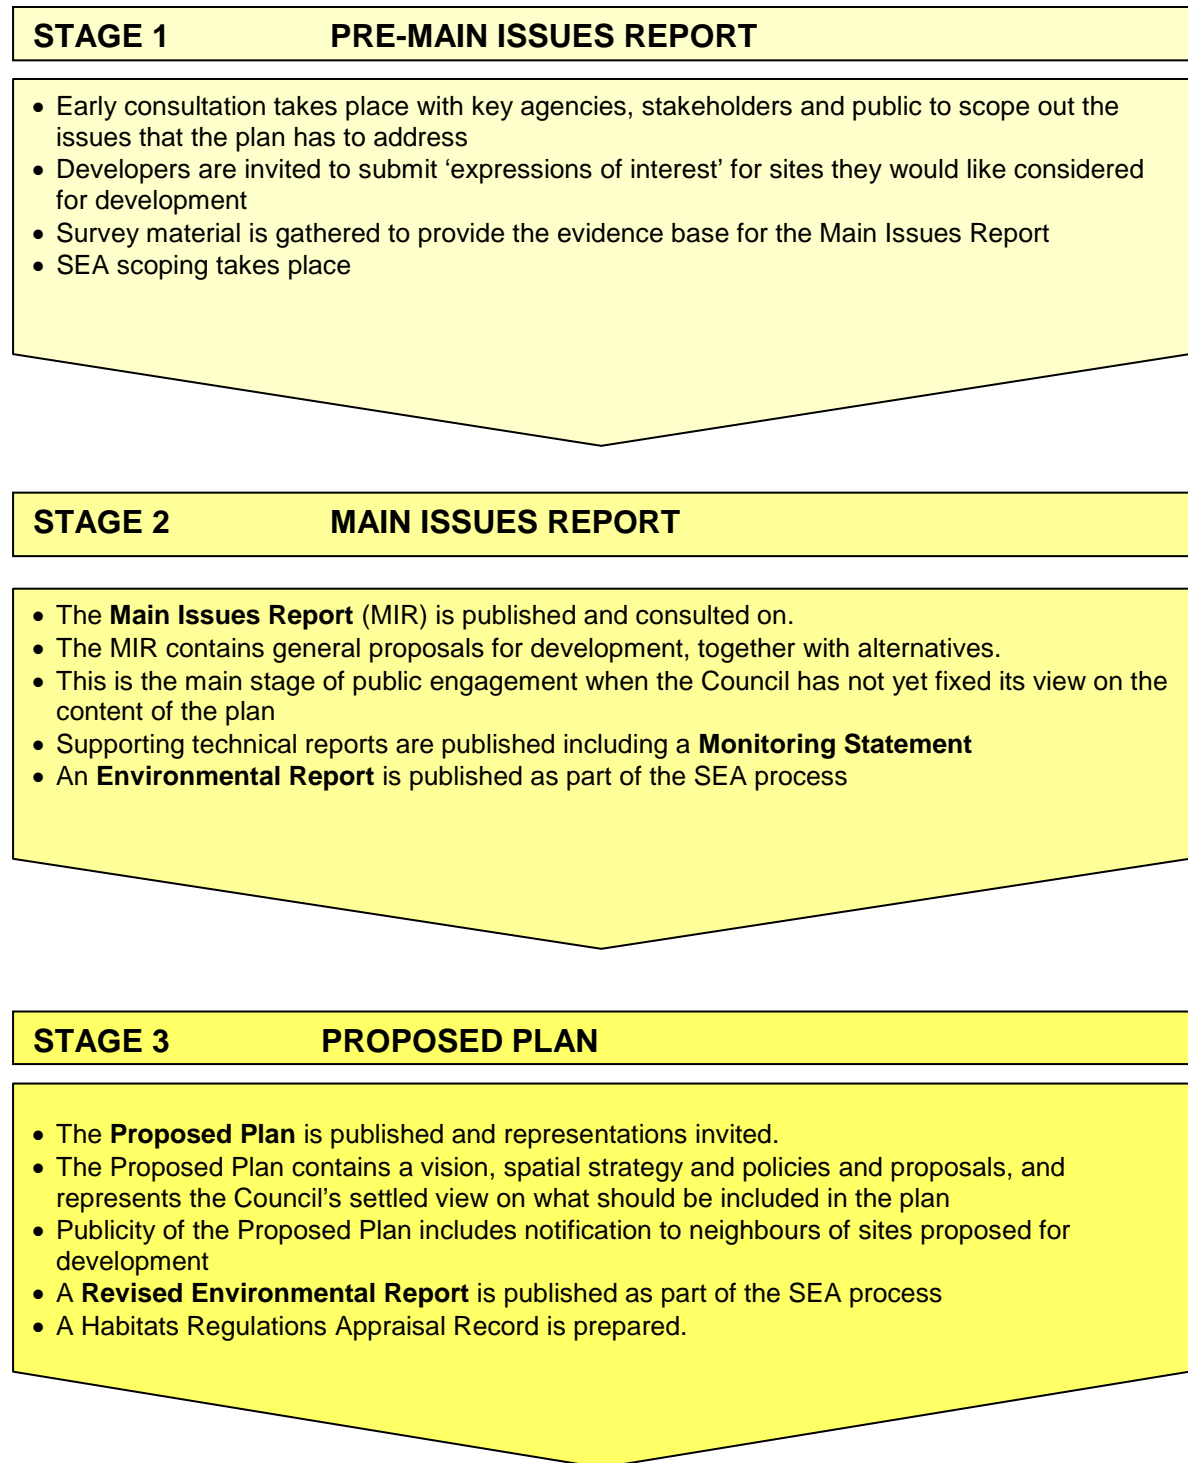 STAGE 1 PRE-MAIN ISSUES REPORT
• Early consultation takes place with key agencies, stakeholders and public to scope out the
issues that the plan has to address
• Developers are invited to submit ‘expressions of interest’ for sites they would like considered
for development
• Survey material is gathered to provide the evidence base for the Main Issues Report
• SEA scoping takes place
STAGE 2 MAIN ISSUES REPORT
• The Main Issues Report (MIR) is published and consulted on.
• The MIR contains general proposals for development, together with alternatives.
• This is the main stage of public engagement when the Council has not yet fixed its view on the
content of the plan
• Supporting technical reports are published including a Monitoring Statement
• An Environmental Report is published as part of the SEA process
STAGE 3 PROPOSED PLAN
• The Proposed Plan is published and representations invited.
• The Proposed Plan contains a vision, spatial strategy and policies and proposals, and
represents the Council’s settled view on what should be included in the plan
• Publicity of the Proposed Plan includes notification to neighbours of sites proposed for
development
• A Revised Environmental Report is published as part of the SEA process
• A Habitats Regulations Appraisal Record is prepared.